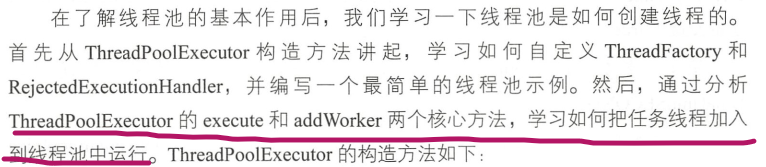 在了解线程池的基本作用后，我们学习一下线程池是如何创建线程的。
首先从 ThreadPoolExecutor 构造方法讲起，学习如何自定义 ThreadFactory 和
RejectedExecutionHandler，并编写一个最简单的线程池示例。然后，通过分析
ThreadPoolExecutor 的 execute 和 addWorker 两个核心方法，学习如何把任务线程加入
到线程池中运行。ThreadPoolExecutor 的构造方法如下：